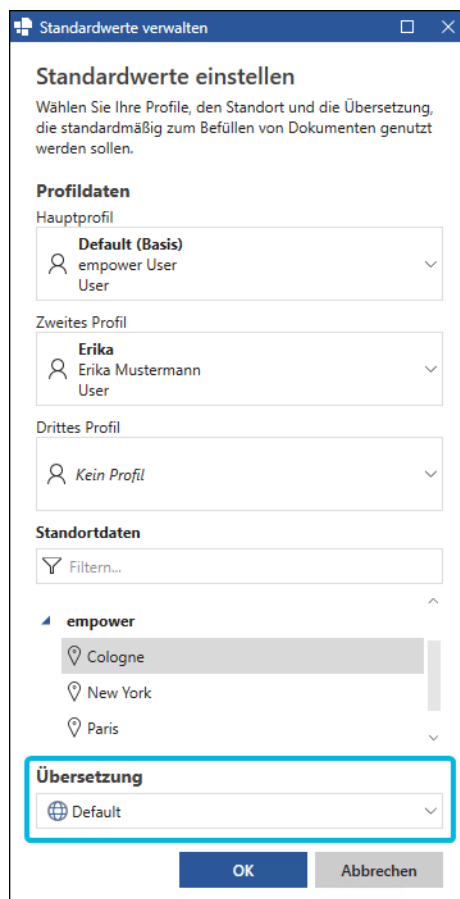 Standardwerte verwalten
Standardwerte einstellen
Wählen Sie Ihre Profile, den Standort und die Übersetzung,
die standardmäßig zum Befüllen von Dokumenten genutzt
werden sollen.
Profildaten
Hauptprofil
Default (Basis)
empower User
User
Zweites Profil
Erika
Erika Mustermann
User
Drittes Profil
Kein Profil
Standortdaten
Filtern...
empower
Cologne
New York
Paris
Übersetzung
Default
OK
Abbrechen